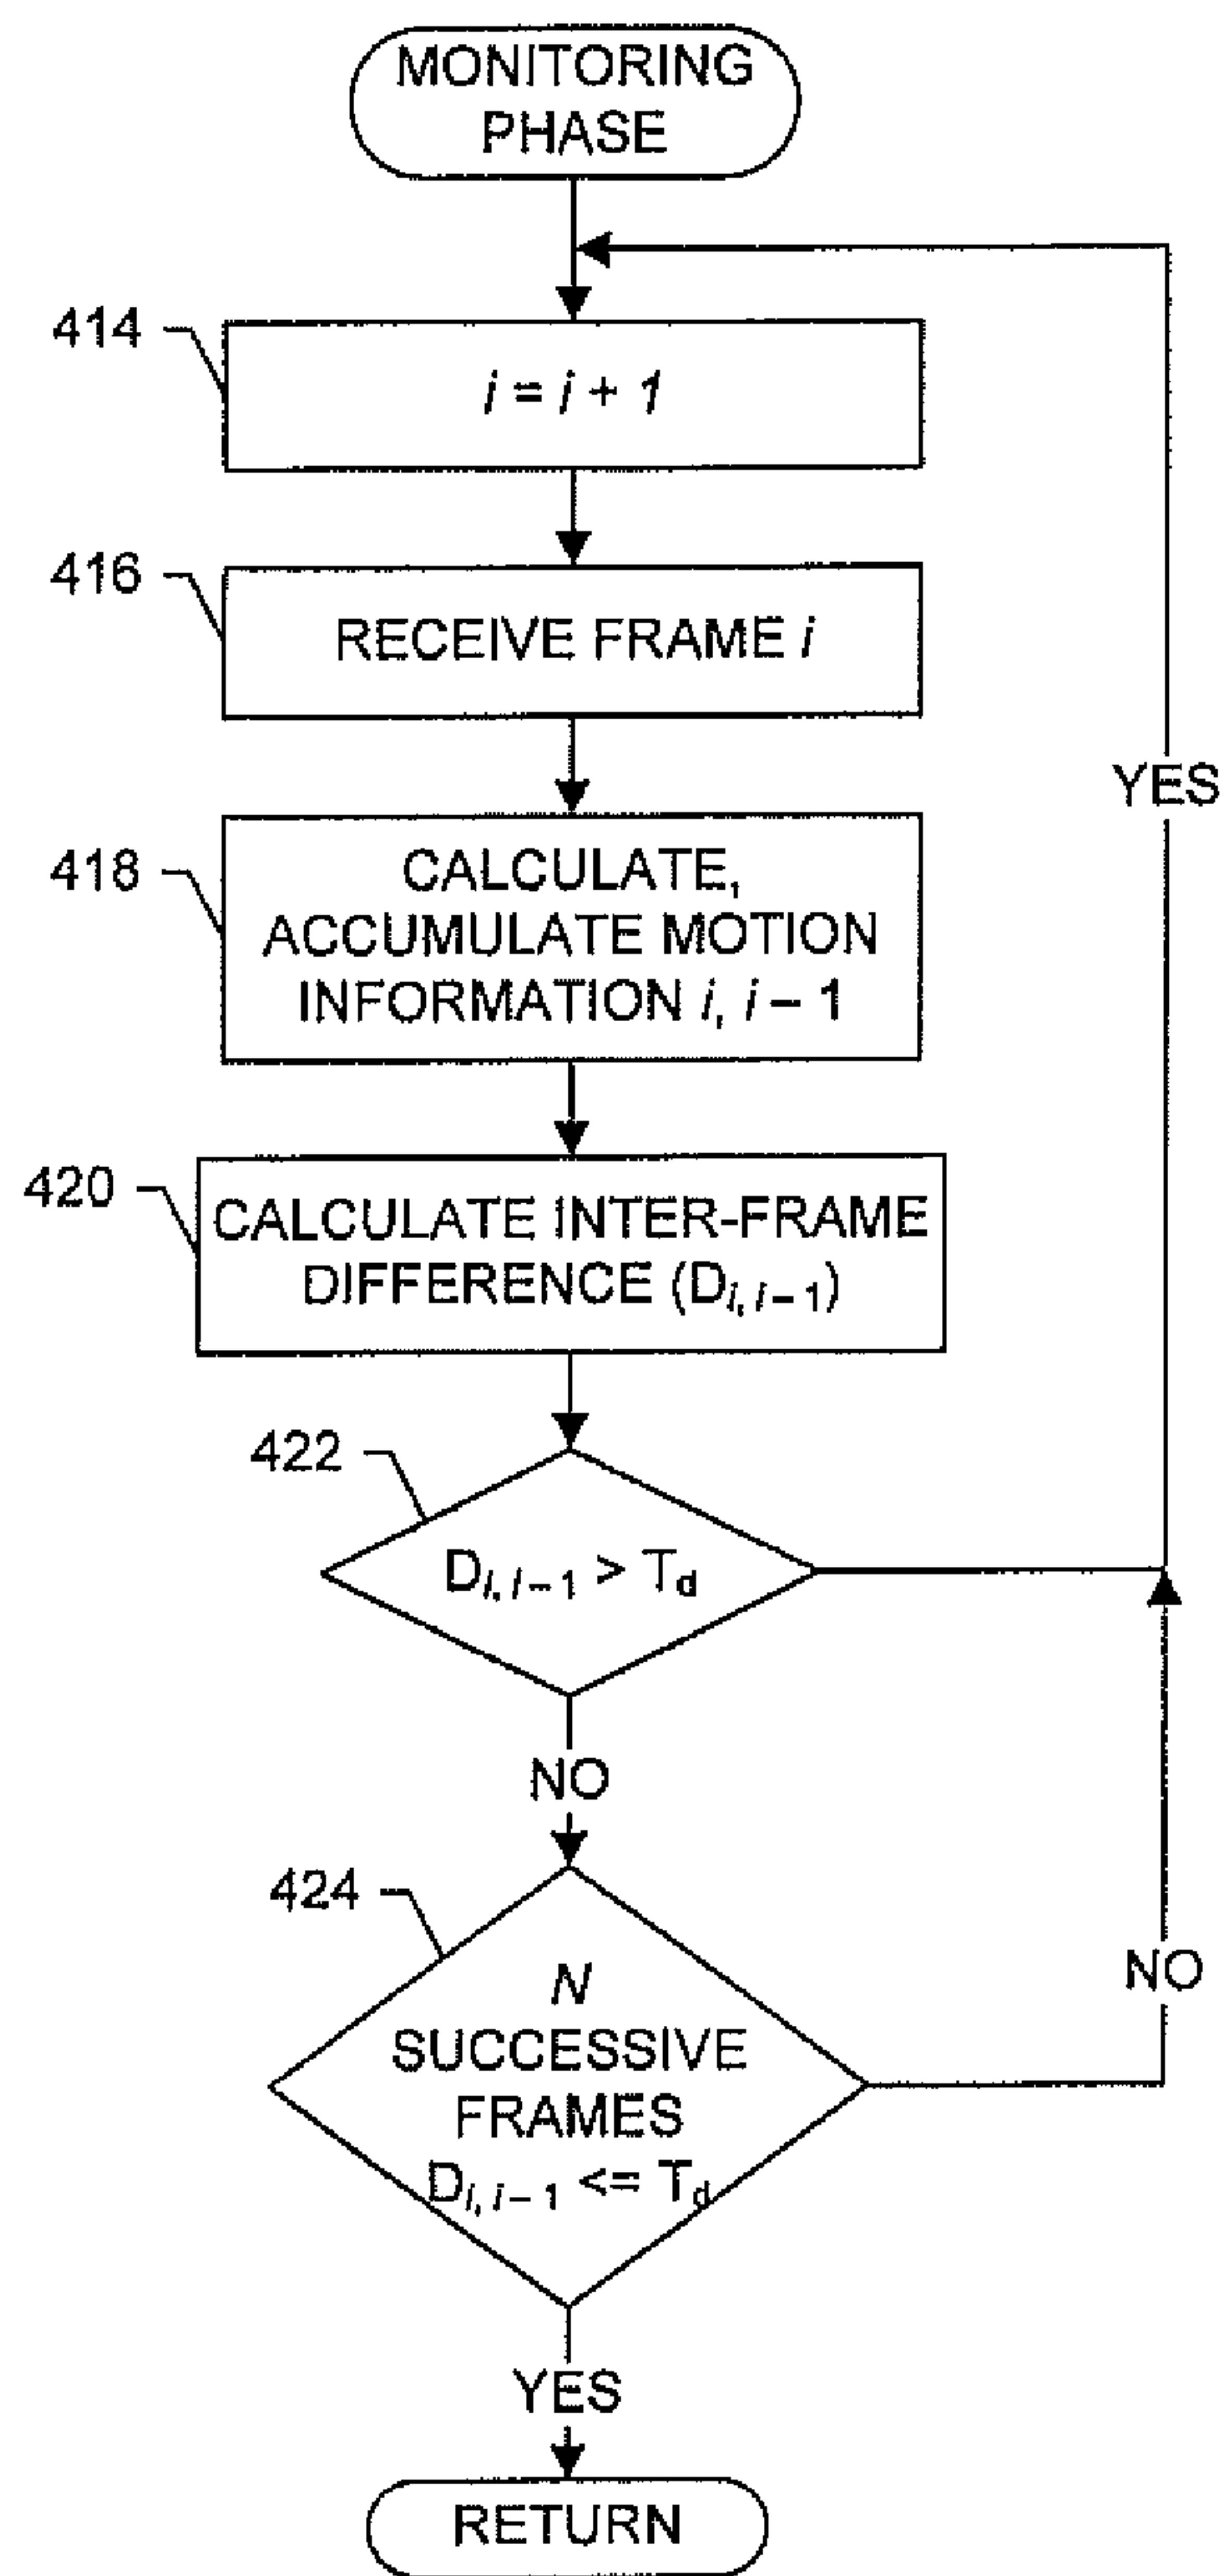 MONITORING
PHASE
414
i = i + 1
416
RECEIVE FRAME i
418
CALCULATE,
ACCUMULATE MOTION
INFORMATION i, i – 1
420
CALCULATE INTER-FRAME
DIFFERENCE (Di, i – 1)
YES
422
Di, i – 1 > Td
NO
424
N
SUCCESSIVE
FRAMES
Di, i – 1 <= Td
NO
YES
RETURN